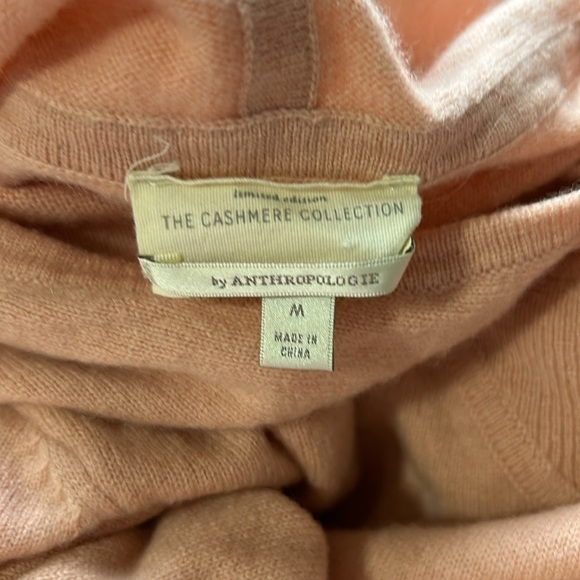 limited edition
THE CASHMERE COLLECTION
by ANTHROPOLOGIE
M
MADE IN
CHINA